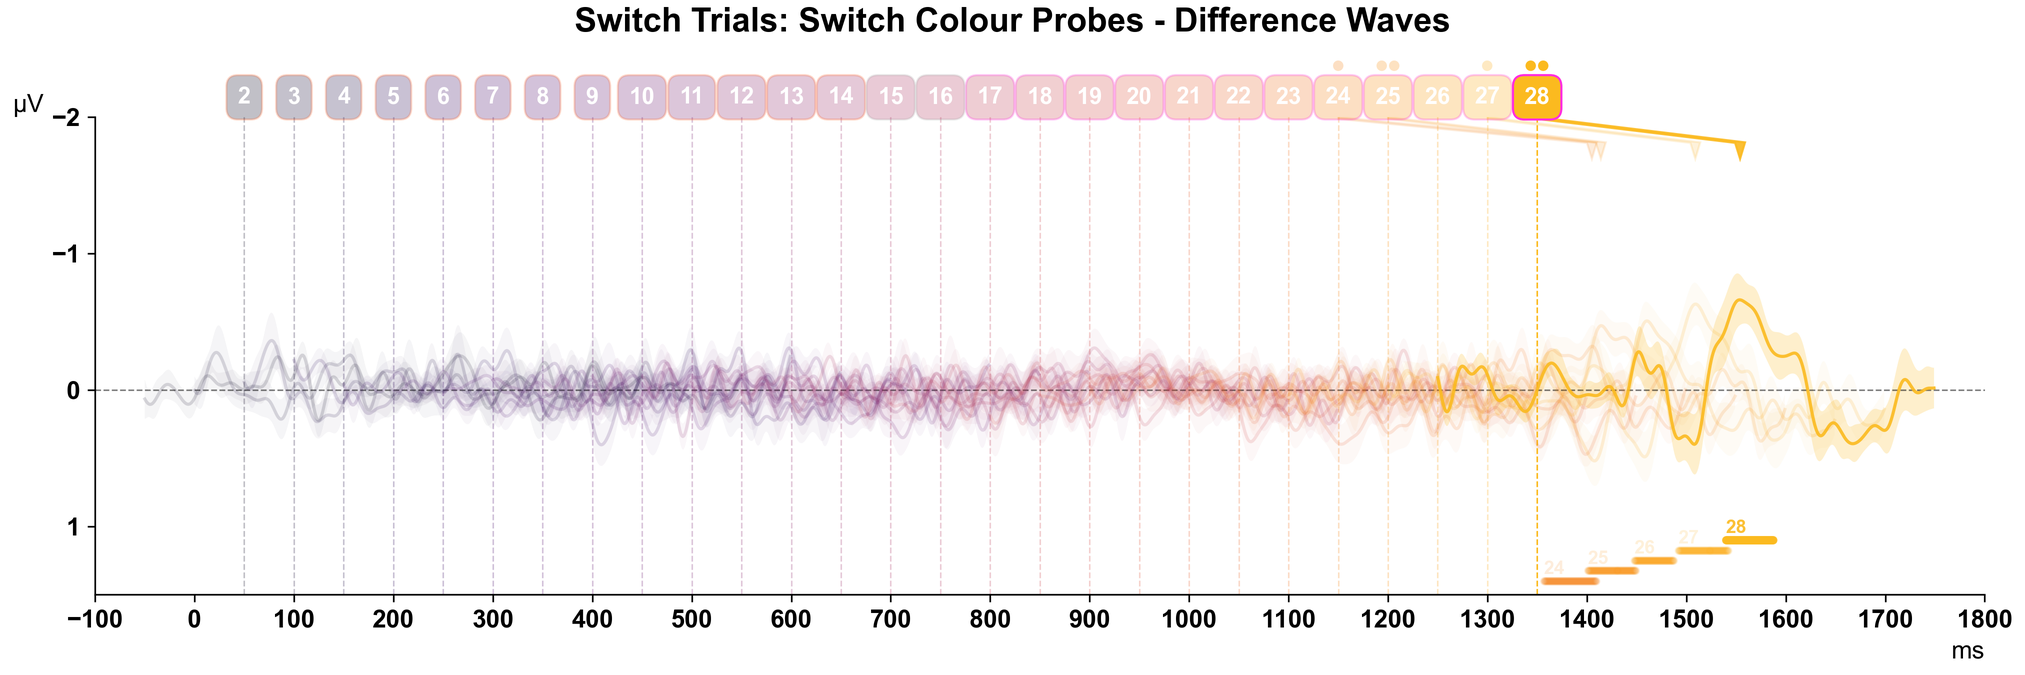 Switch Trials: Switch Colour Probes - Difference Waves
µV
2 3 4 5 6 7 8 9 10 11 12 13 14 15 16 17 18 19 20 21 22 23 24 25 26 27 28
−2
−1
0
1
28
27
26
25
24
−100 0 100 200 300 400 500 600 700 800 900 1000 1100 1200 1300 1400 1500 1600 1700 1800
ms